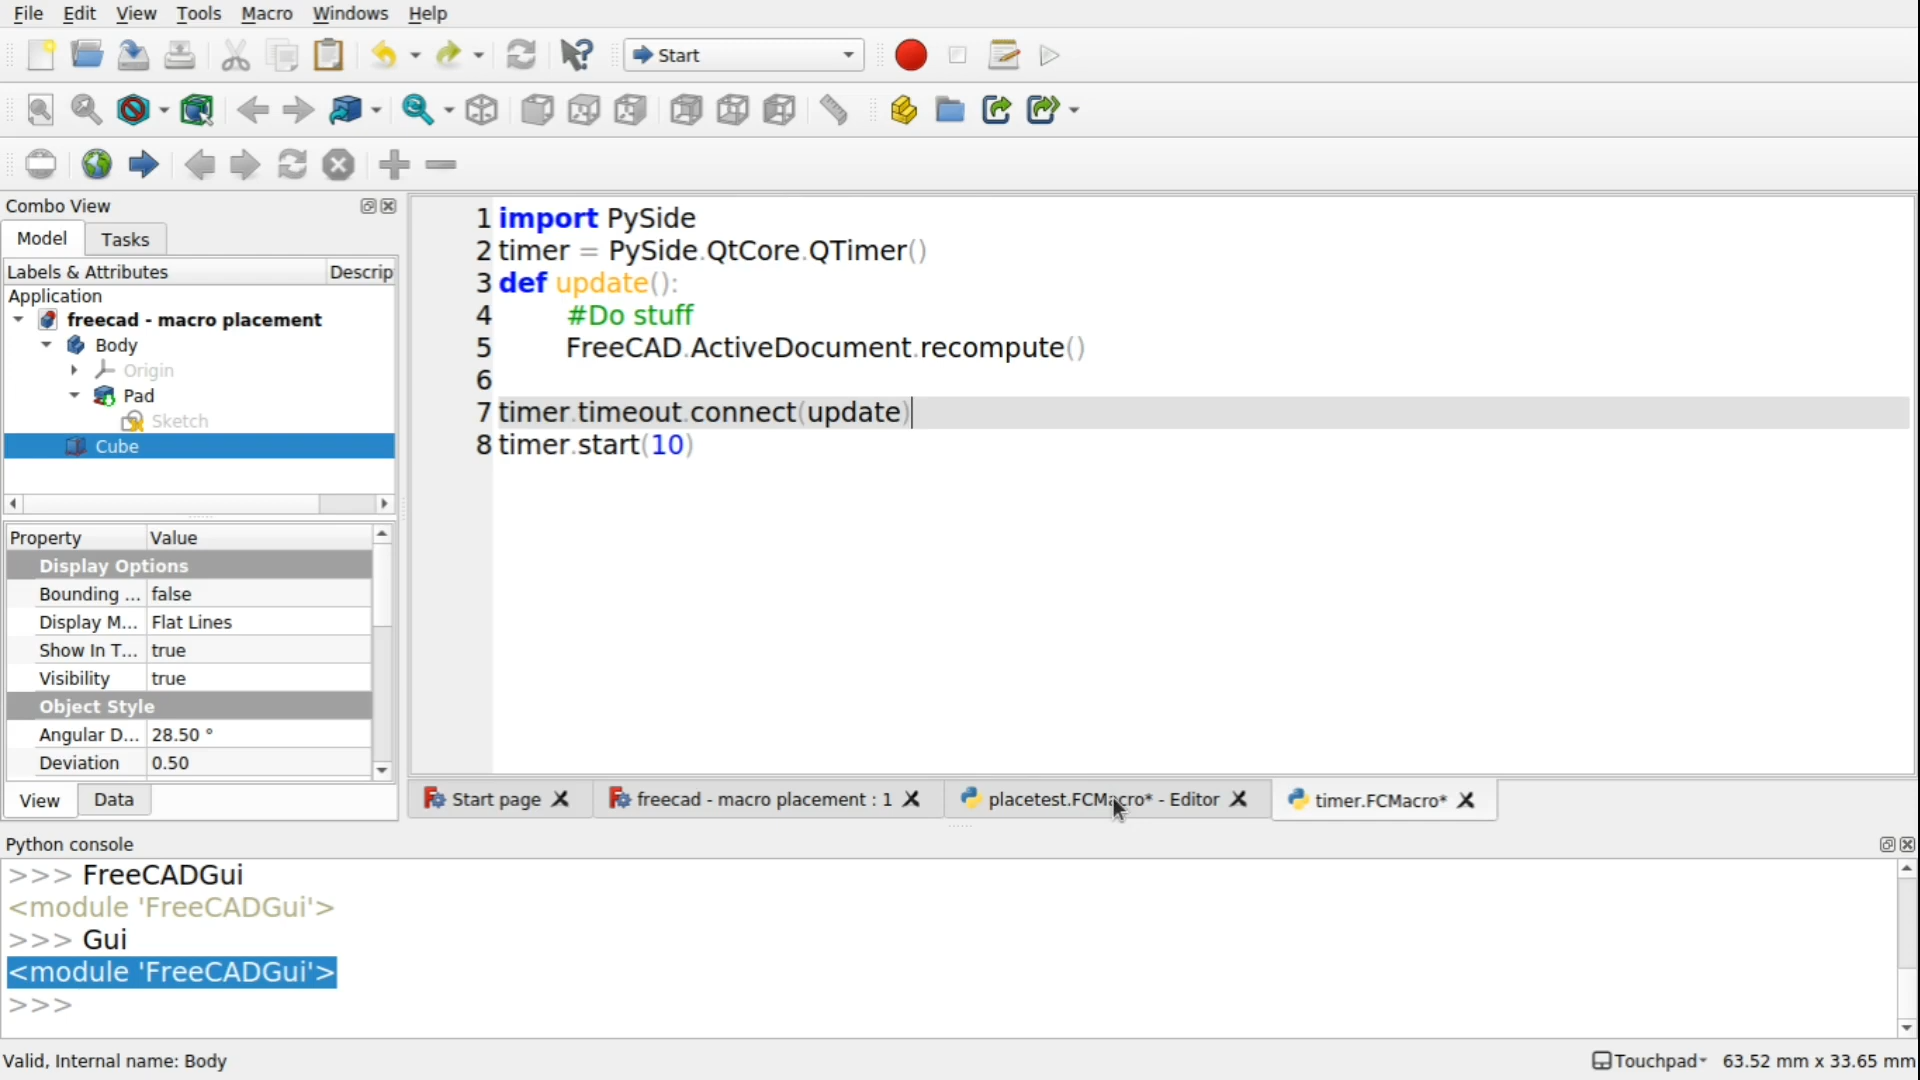 File Edit View Tools Macro Windows Help
Start
Combo View
Model Tasks
Labels & Attributes Descrip
Application
freecad - macro placement
Body
Origin
Pad
Sketch
Cube
Property Value
Display Options
Bounding ... false
Display M... Flat Lines
Show In T... true
Visibility true
Object Style
Angular D... 28.50 °
Deviation 0.50
View Data
1 import PySide
2 timer = PySide.QtCore.QTimer()
3 def update():
4 #Do stuff
5 FreeCAD.ActiveDocument.recompute()
6
7 timer.timeout.connect(update)
8 timer.start(10)
Start page freecad - macro placement : 1 placetest.FCMacro* - Editor timer.FCMacro*
Python console
>>> FreeCADGui
<module 'FreeCADGui'>
>>> Gui
<module 'FreeCADGui'>
>>>
Valid, Internal name: Body Touchpad 63.52 mm x 33.65 mm